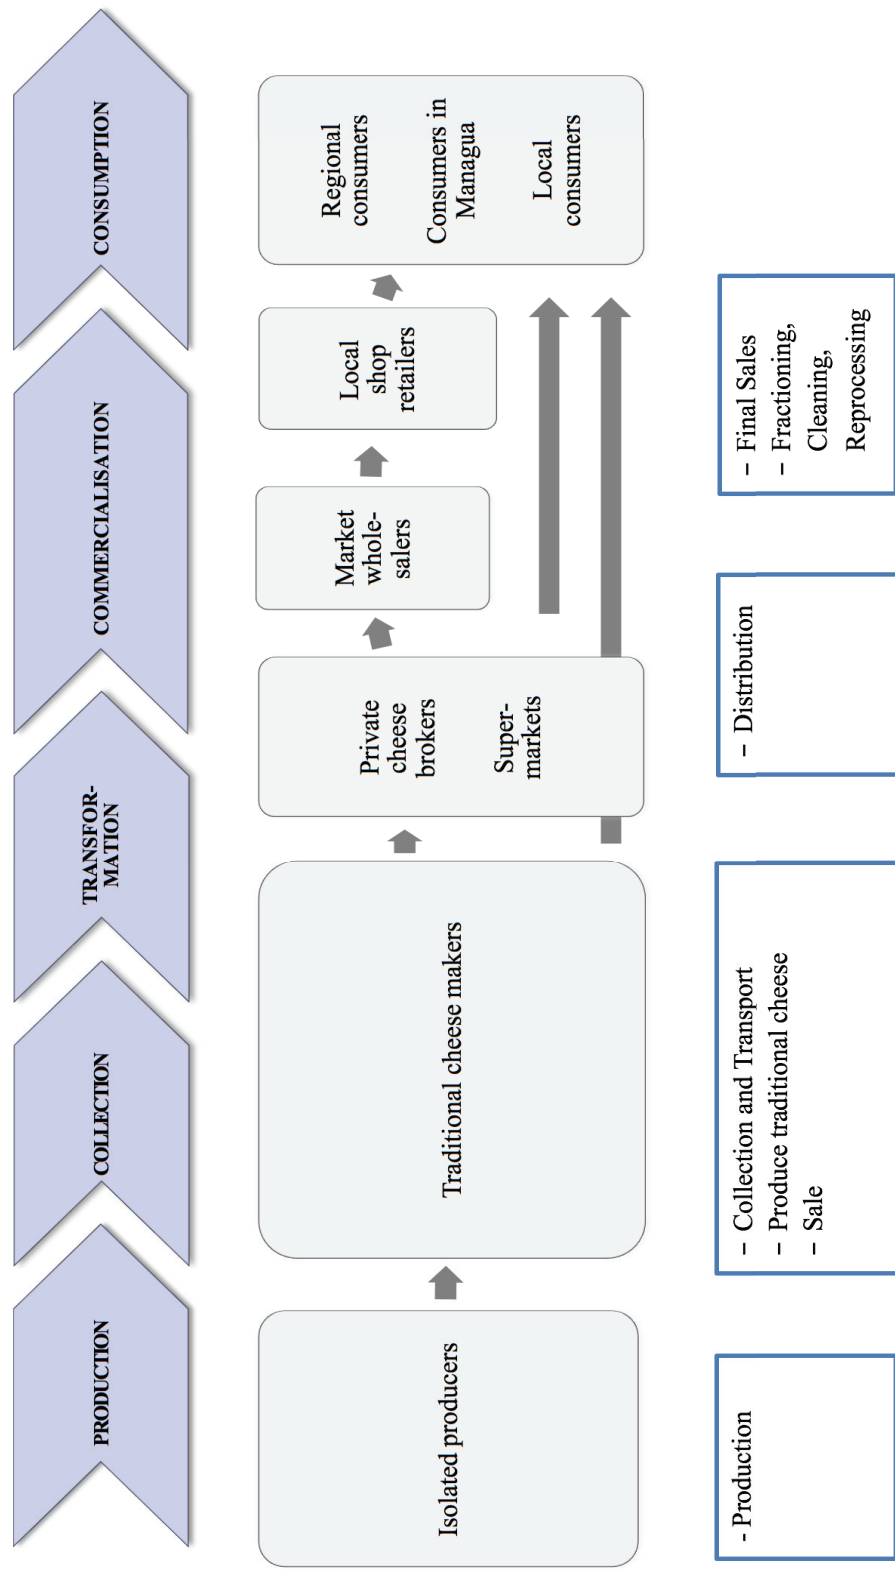 PRODUCTION
COLLECTION
TRANSFOR-
MATION
COMMERCIALISATION
CONSUMPTION
Isolated producers
Traditional cheese makers
Private
cheese
brokers
Super-
markets
Market
whole-
salers
Local
shop
retailers
Regional
consumers
Consumers in
Managua
Local
consumers
- Production
– Collection and Transport
– Produce traditional cheese
– Sale
– Distribution
– Final Sales
– Fractioning,
Cleaning,
Reprocessing